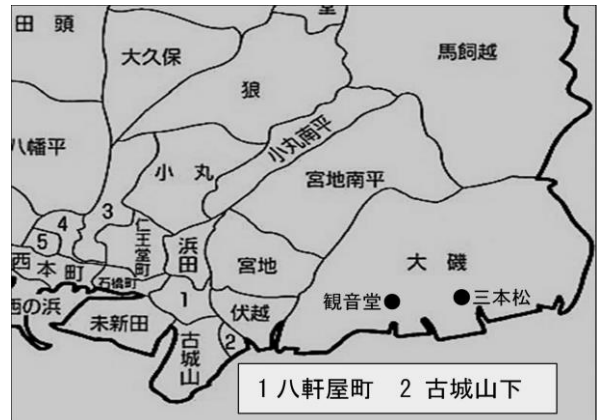 田頭
大久保
堂
馬飼越
狼
八幡平
小丸
小丸南平
宮地南平
4
3
5
仁王堂町
浜田
宮地
大磯
西本町
石橋町
1
観音堂
三本松
西の浜
未新田
伏越
古城山
2
1 八軒屋町 2 古城山下